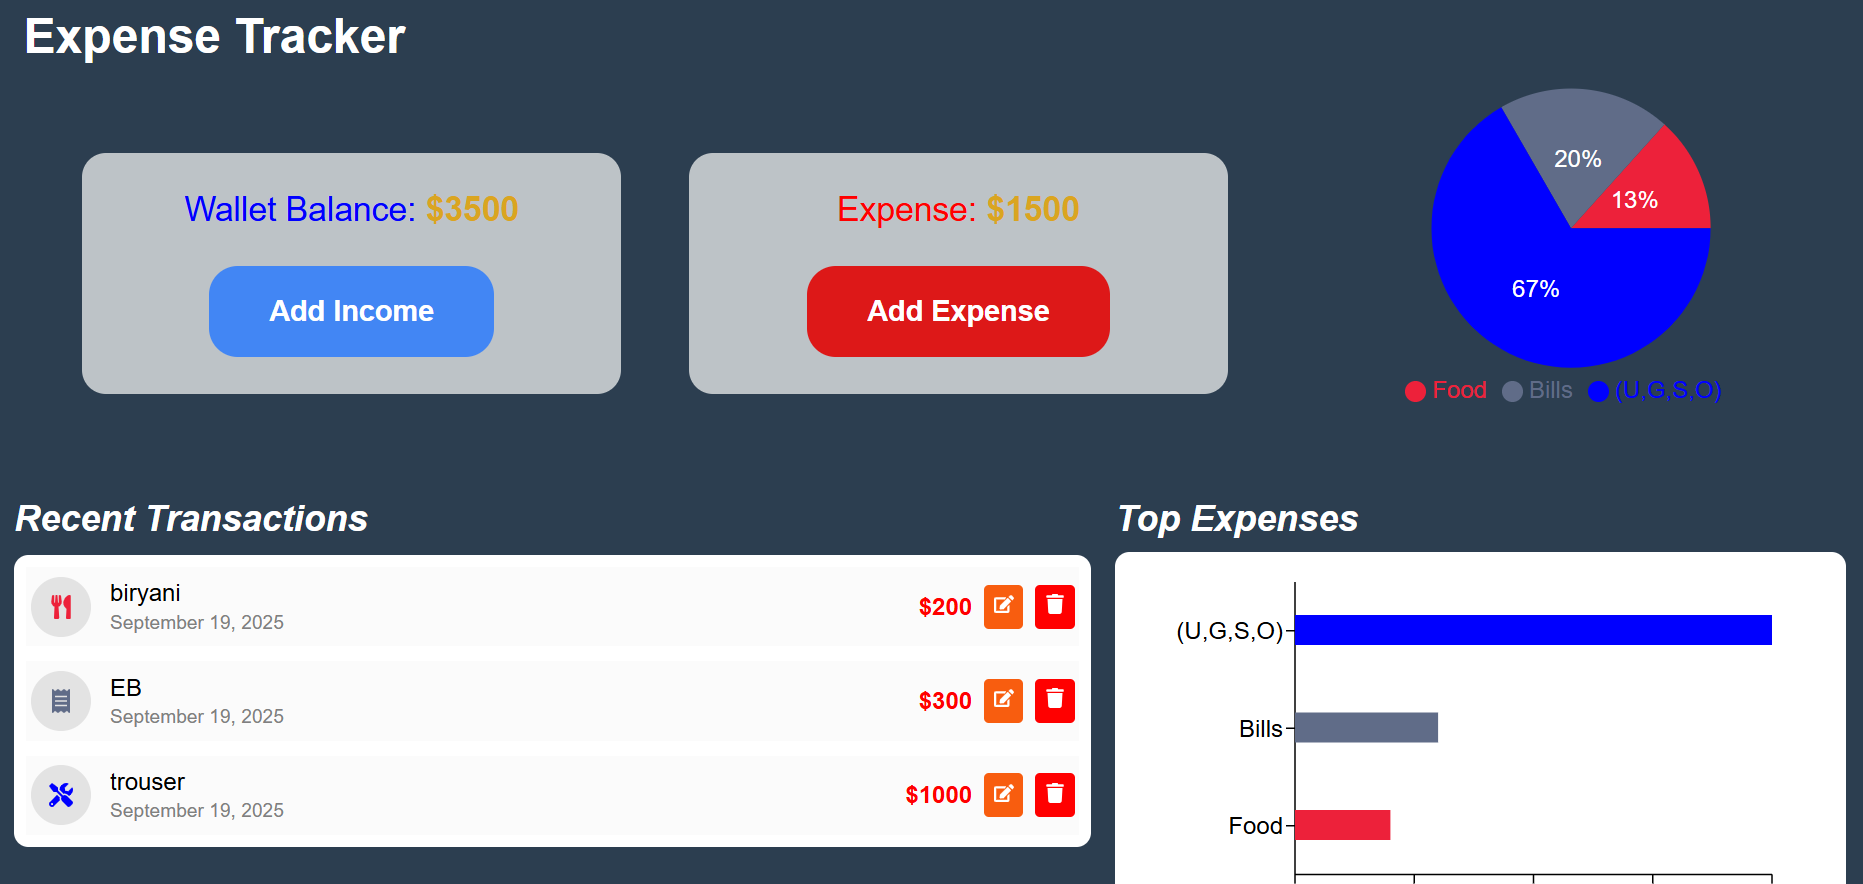 Expense Tracker
Wallet Balance: $3500
Add Income
Expense: $1500
Add Expense
20%
13%
67%
Food Bills (U,G,S,O)
Recent Transactions
biryani
September 19, 2025
$200
EB
September 19, 2025
$300
trouser
September 19, 2025
$1000
Top Expenses
(U,G,S,O)
Bills
Food